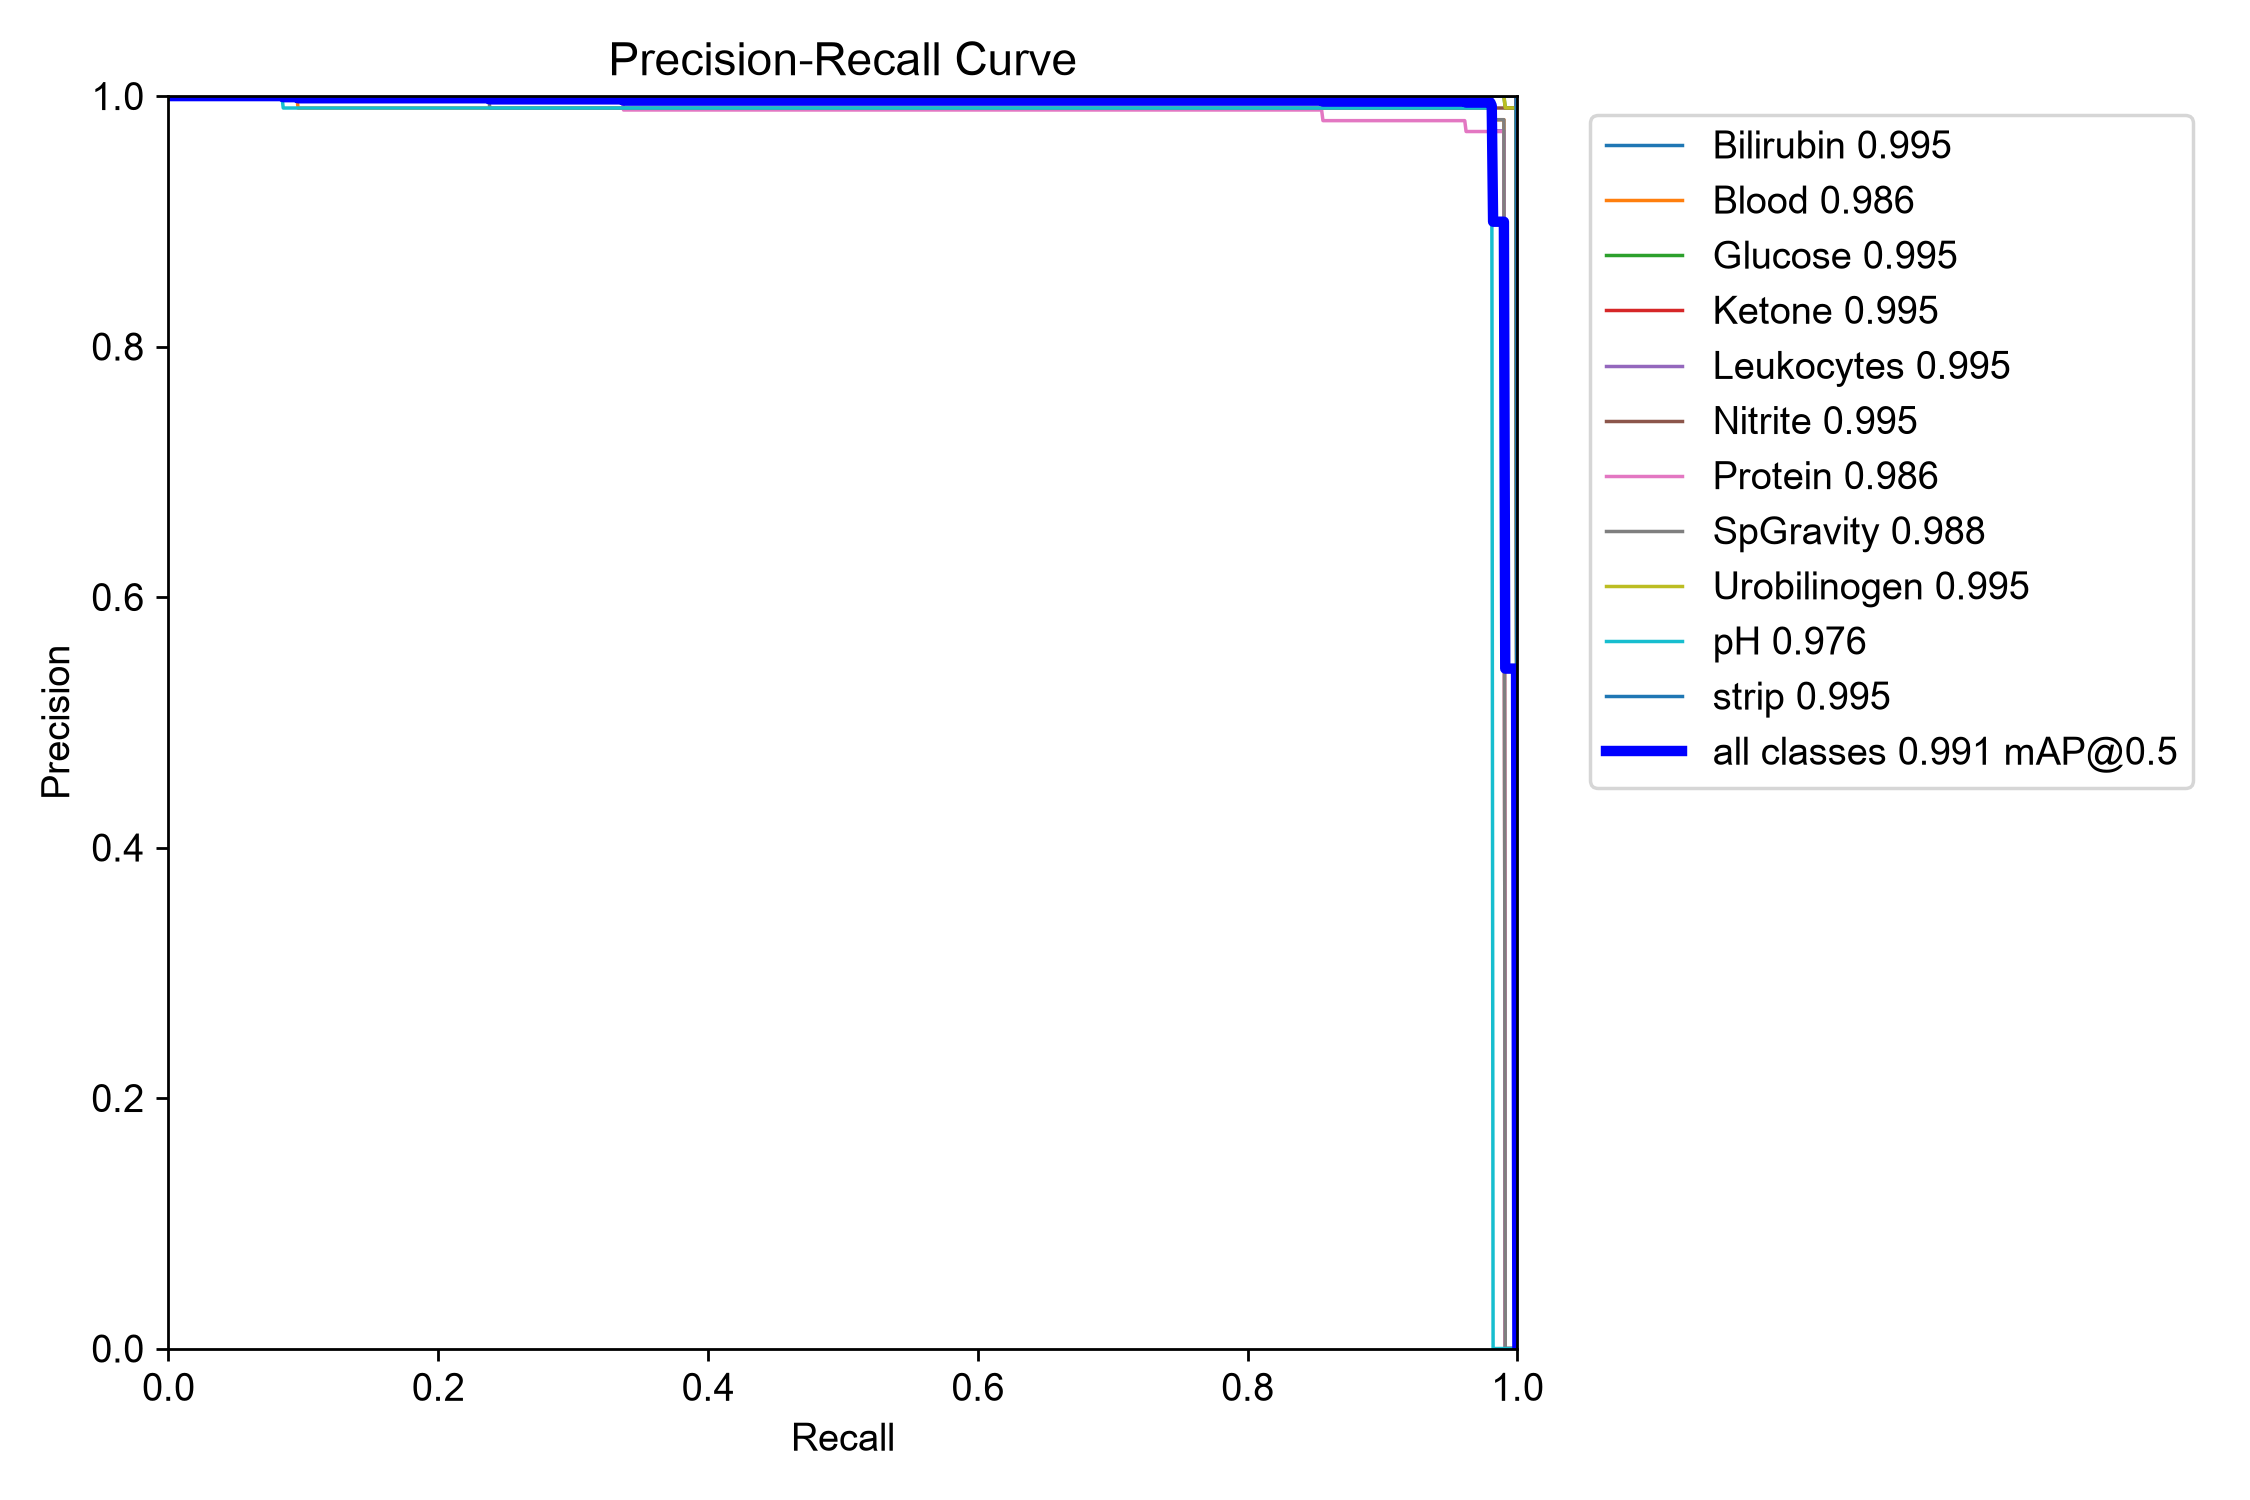 Precision-Recall Curve
1.0
0.8
0.6
0.4
0.2
0.0
Precision
0.0 0.2 0.4 0.6 0.8 1.0
Recall
Bilirubin 0.995
Blood 0.986
Glucose 0.995
Ketone 0.995
Leukocytes 0.995
Nitrite 0.995
Protein 0.986
SpGravity 0.988
Urobilinogen 0.995
pH 0.976
strip 0.995
all classes 0.991 mAP@0.5